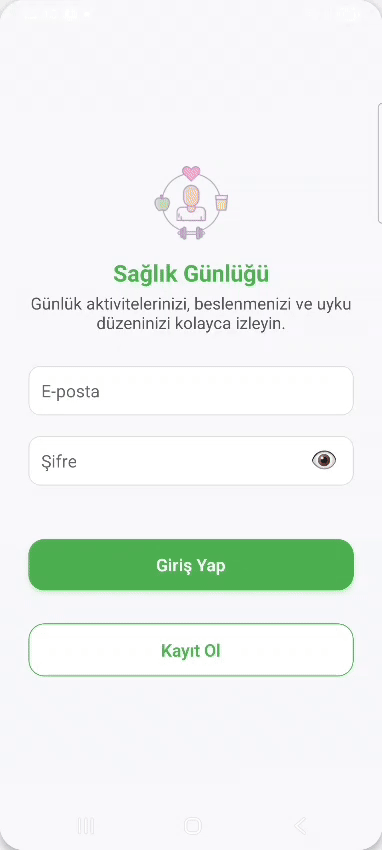 Sağlık Günlüğü
Günlük aktivitelerinizi, beslenmenizi ve uyku
düzeninizi kolayca izleyin.
E-posta
Şifre
Giriş Yap
Kayıt Ol